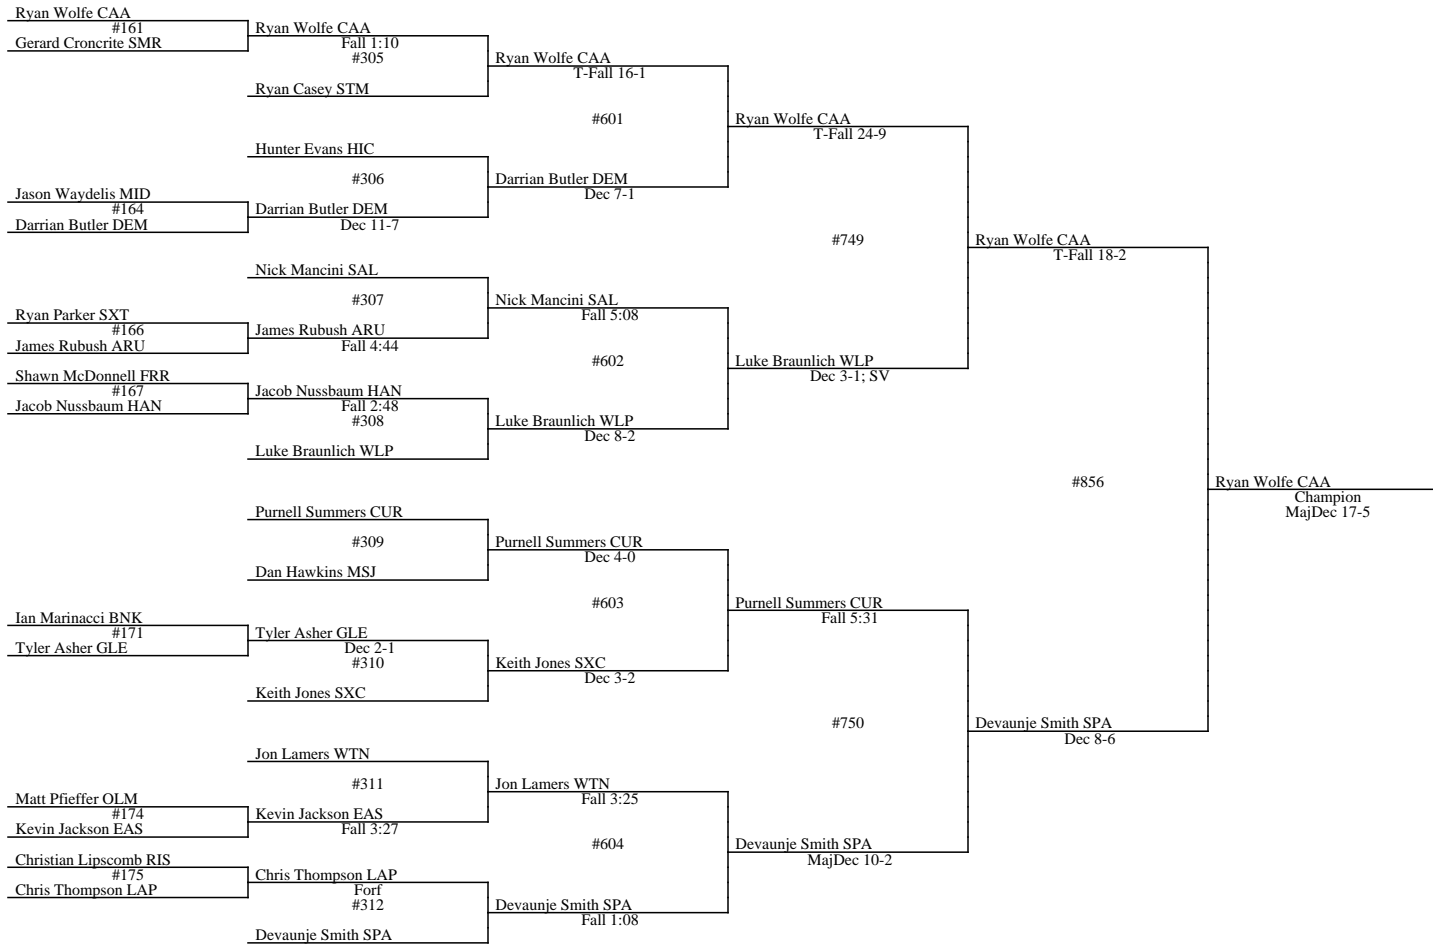 Ryan Wolfe CAA
#161
Gerard Croncrite SMR
Ryan Wolfe CAA
Fall 1:10
#305
Ryan Casey STM
Ryan Wolfe CAA
T-Fall 16-1
#601
Hunter Evans HIC
#306
Jason Waydelis MID
#164
Darrian Butler DEM
Darrian Butler DEM
Dec 11-7
Darrian Butler DEM
Dec 7-1
Ryan Wolfe CAA
T-Fall 24-9
#749
Nick Mancini SAL
#307
Ryan Parker SXT
#166
James Rubush ARU
James Rubush ARU
Fall 4:44
Nick Mancini SAL
Fall 5:08
#602
Shawn McDonnell FRR
#167
Jacob Nussbaum HAN
Jacob Nussbaum HAN
Fall 2:48
#308
Luke Braunlich WLP
Luke Braunlich WLP
Dec 8-2
Luke Braunlich WLP
Dec 3-1; SV
Ryan Wolfe CAA
T-Fall 18-2
#856
Ryan Wolfe CAA
Champion
MajDec 17-5
Purnell Summers CUR
#309
Dan Hawkins MSJ
Purnell Summers CUR
Dec 4-0
#603
Ian Marinacci BNK
#171
Tyler Asher GLE
Tyler Asher GLE
Dec 2-1
#310
Keith Jones SXC
Keith Jones SXC
Dec 3-2
Purnell Summers CUR
Fall 5:31
#750
Devaunje Smith SPA
Dec 8-6
Jon Lamers WTN
#311
Matt Pfieffer OLM
#174
Kevin Jackson EAS
Kevin Jackson EAS
Fall 3:27
Jon Lamers WTN
Fall 3:25
#604
Christian Lipscomb RIS
#175
Chris Thompson LAP
Chris Thompson LAP
Forf
#312
Devaunje Smith SPA
Devaunje Smith SPA
Fall 1:08
Devaunje Smith SPA
MajDec 10-2